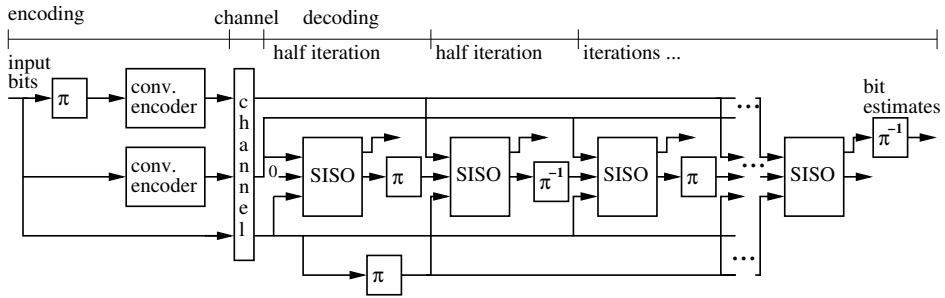 encoding
channel
decoding
half iteration
half iteration
iterations ...
input
bits
π
conv.
encoder
conv.
encoder
channel
0
SISO
π
SISO
π-1
SISO
π
...
...
...
SISO
bit
estimates
π-1
π